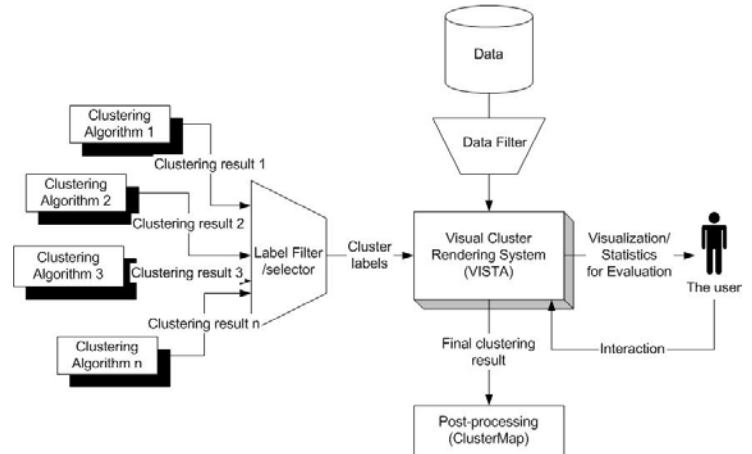 Data
Data Filter
Clustering
Algorithm 1
Clustering result 1
Clustering
Algorithm 2
Clustering result 2
Clustering
Algorithm 3
Clustering result 3
Clustering result n
Clustering
Algorithm n
Label Filter
/selector
Cluster
labels
Visual Cluster
Rendering System
(VISTA)
Visualization/
Statistics
for Evaluation
The user
Interaction
Final clustering
result
Post-processing
(ClusterMap)